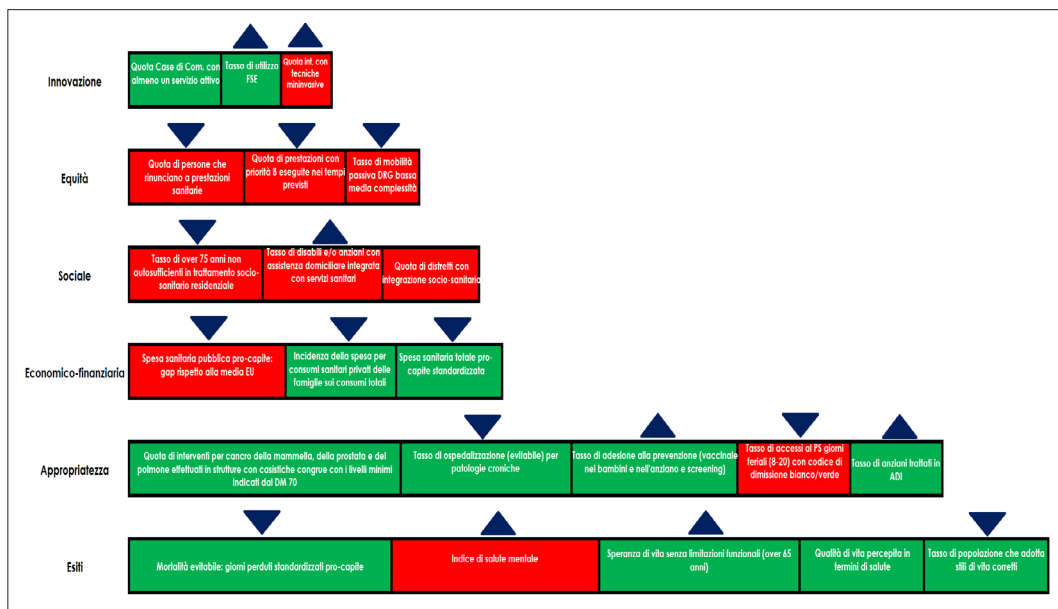 Innovazione
Quota Case di Com. con
almeno un servizio attivo
Tasso di utilizzo
FSE
Quota int. con
tecniche
mininvasive
Equità
Quota di persone che
rinunciano a prestazioni
sanitarie
Quota di prestazioni con
priorità B eseguite nei tempi
previsti
Tasso di mobilità
passiva DRG bassa
media complessità
Sociale
Tasso di over 75 anni non
autosufficienti in trattamento socio-
sanitario residenziale
Tasso di disabili e/o anziani con
assistenza domiciliare integrata
con servizi sanitari
Quota di distretti con
integrazione socio-sanitaria
Economico-finanziaria
Spesa sanitaria pubblica pro-capite:
gap rispetto alla media EU
Incidenza della spesa per
consumi sanitari privati delle
famiglie sui consumi totali
Spesa sanitaria totale pro-
capite standardizzata
Appropriatezza
Quota di interventi per cancro della mammella, della prostata e del
polmone effettuati in strutture con casistiche congrue con i livelli minimi
indicati dal DM 70
Tasso di ospedalizzazione (evitabile) per
patologie croniche
Tasso di adesione alla prevenzione (vaccinale
nei bambini e nell'anziano e screening)
Tasso di accessi al PS giorni
feriali (8-20) con codice di
dimissione bianco/verde
Tasso di anziani trattati in
ADI
Esiti
Mortalità evitabile: giorni perduti standardizzati pro-capite
Indice di salute mentale
Speranza di vita senza limitazioni funzionali (over 65
anni)
Qualità di vita percepita in
termini di salute
Tasso di popolazione che adotta
stili di vita corretti